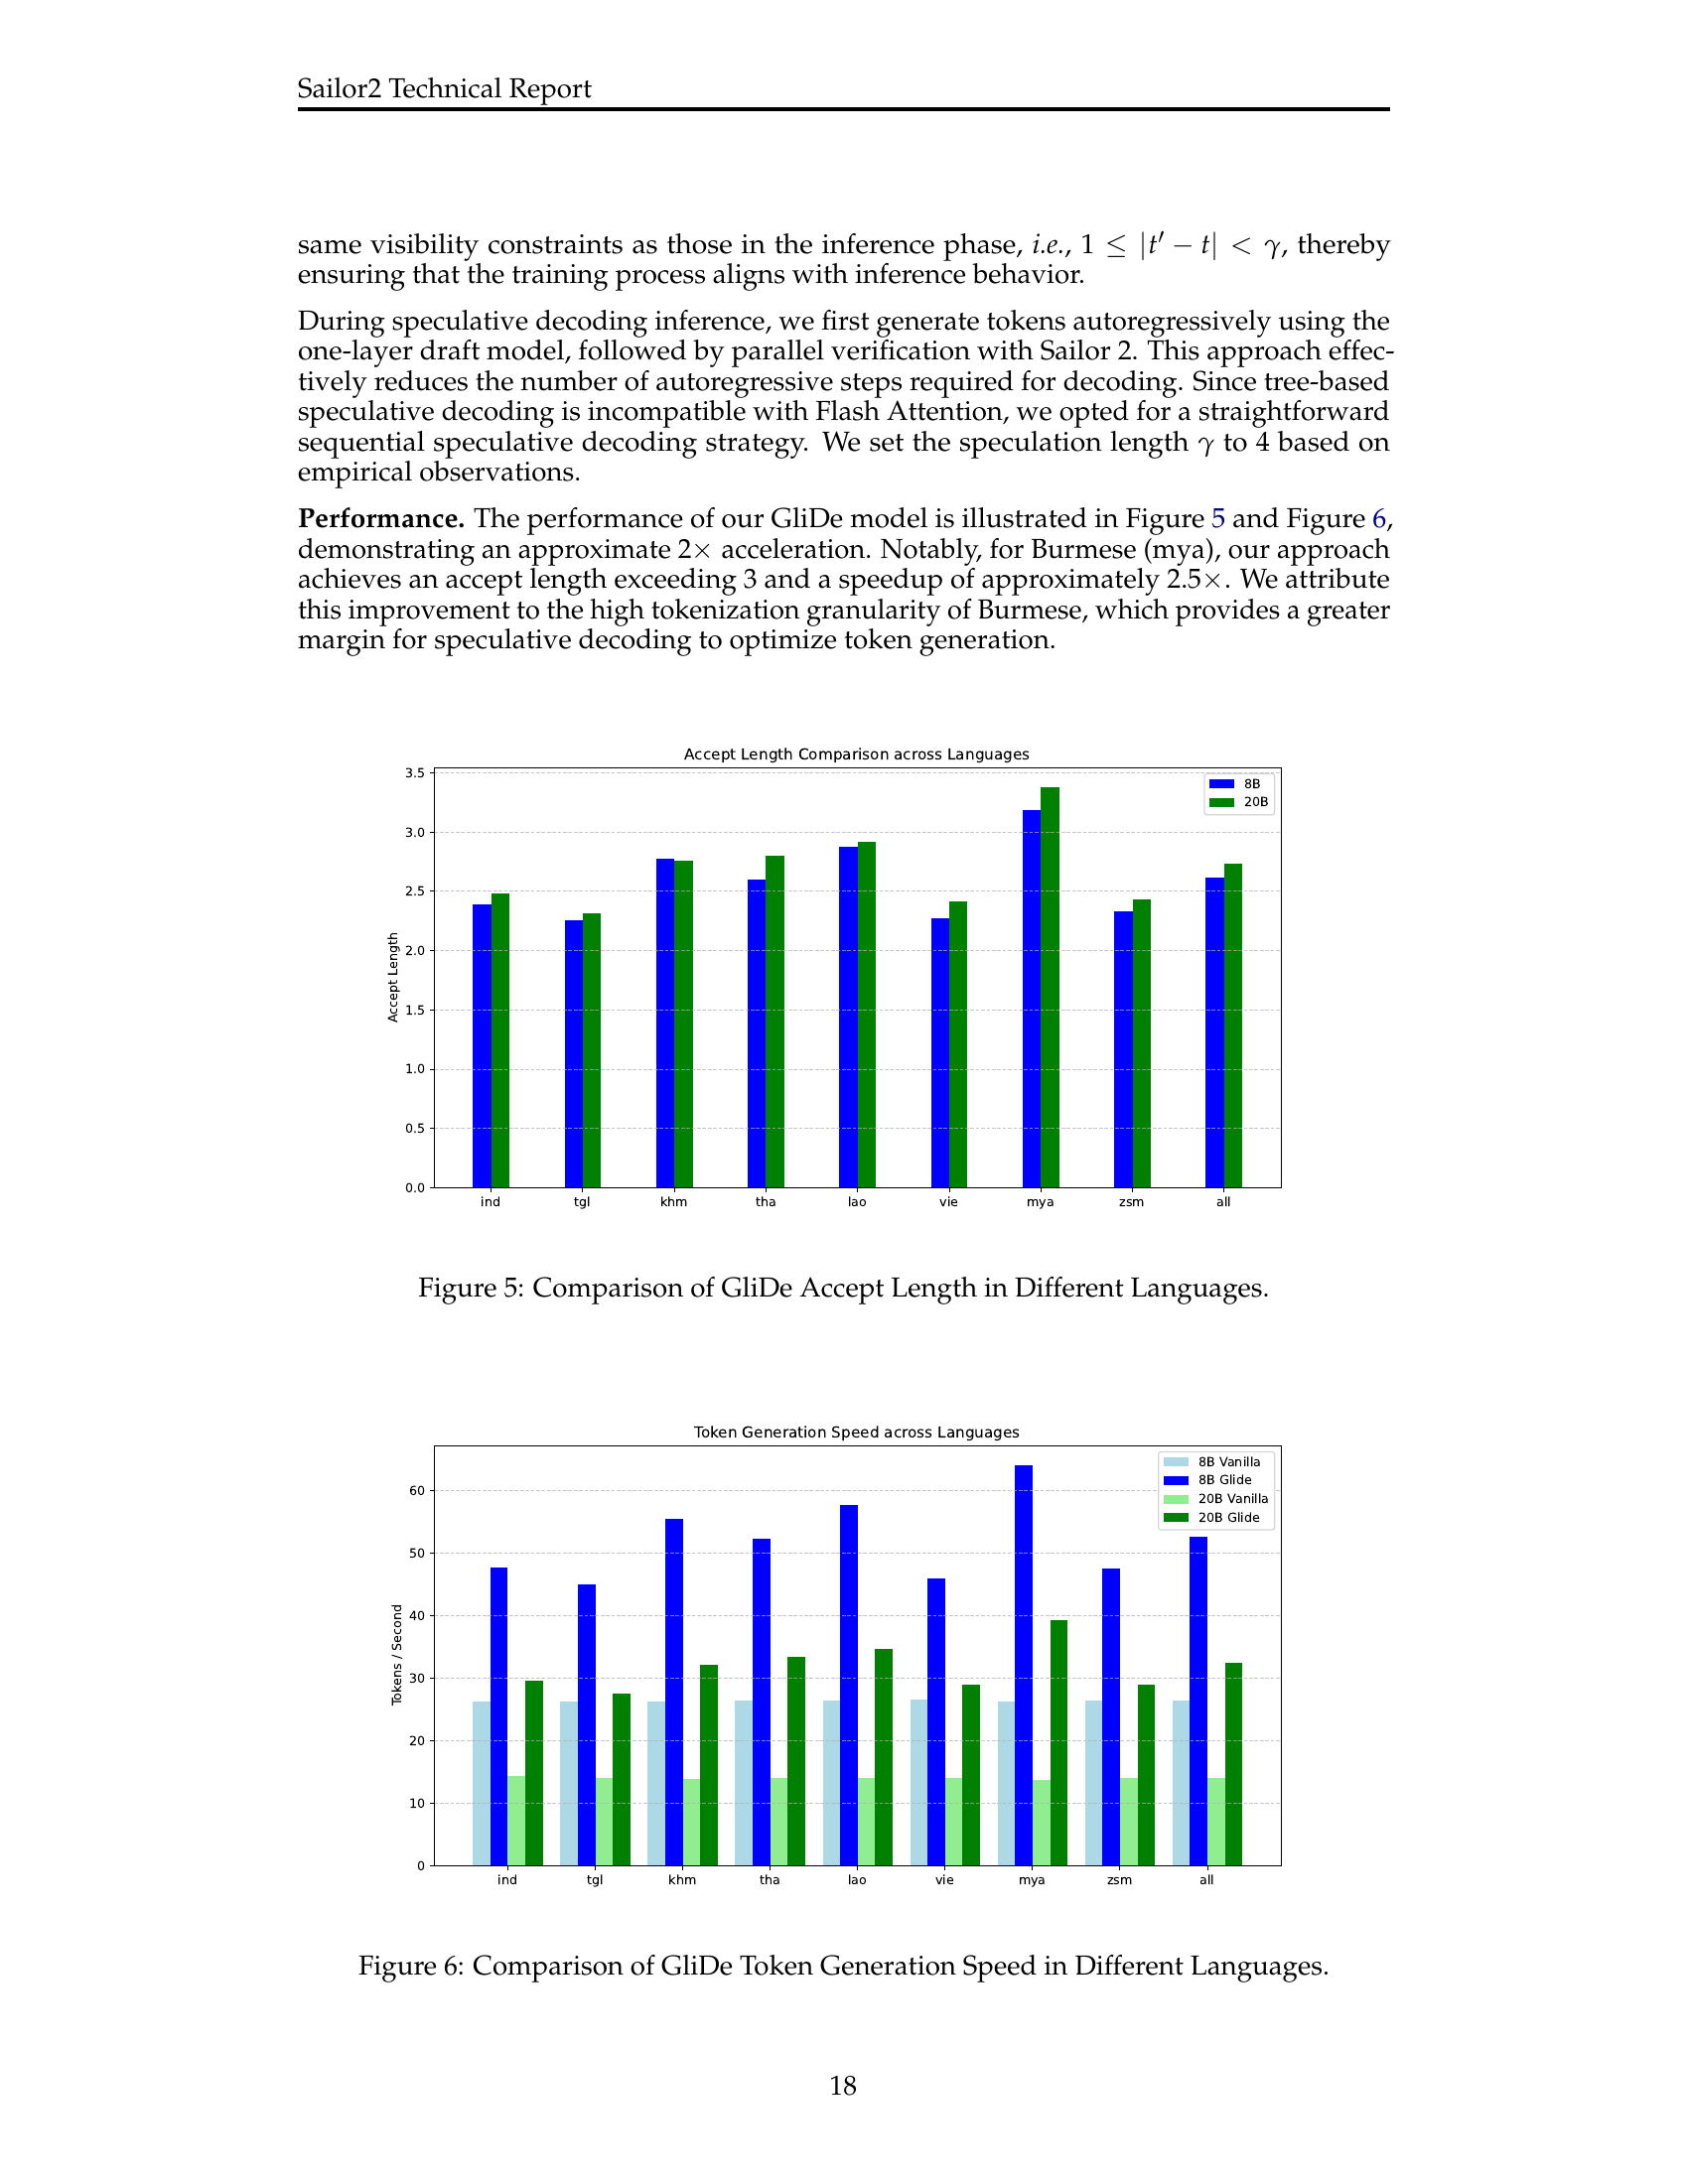 Sailor2 Technical Report
same visibility constraints as those in the inference phase, i.e., 1 ≤ |t′ − t| < γ, thereby
ensuring that the training process aligns with inference behavior.
During speculative decoding inference, we first generate tokens autoregressively using the
one-layer draft model, followed by parallel verification with Sailor 2. This approach effec-
tively reduces the number of autoregressive steps required for decoding. Since tree-based
speculative decoding is incompatible with Flash Attention, we opted for a straightforward
sequential speculative decoding strategy. We set the speculation length γ to 4 based on
empirical observations.
Performance. The performance of our GliDe model is illustrated in Figure 5 and Figure 6,
demonstrating an approximate 2× acceleration. Notably, for Burmese (mya), our approach
achieves an accept length exceeding 3 and a speedup of approximately 2.5×. We attribute
this improvement to the high tokenization granularity of Burmese, which provides a greater
margin for speculative decoding to optimize token generation.
Accept Length Comparison across Languages
3.5
3.0
2.5
2.0
1.5
1.0
0.5
0.0
Accept Length
8B
20B
ind tgl khm tha lao vie mya zsm all
Figure 5: Comparison of GliDe Accept Length in Different Languages.
Token Generation Speed across Languages
60
50
40
30
20
10
0
Tokens / Second
8B Vanilla
8B Glide
20B Vanilla
20B Glide
ind tgl khm tha lao vie mya zsm all
Figure 6: Comparison of GliDe Token Generation Speed in Different Languages.
18